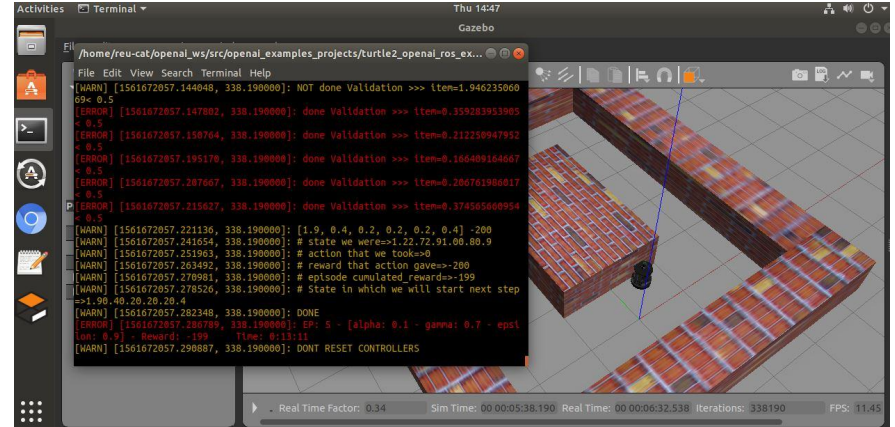 Activities
Terminal
Thu 14:47
Gazebo
/home/reu-cat/openai_ws/src/openai_examples_projects/turtle2_openai_ros_ex...
File Edit View Search Terminal Help
[WARN] [1561672057.144048, 338.190000]: NOT done Validation >>> item=1.946235060
69< 0.5
[ERROR] [1561672057.147802, 338.190000]: done Validation >>> item=0.359283953905
< 0.5
[ERROR] [1561672057.150764, 338.190000]: done Validation >>> item=0.212250947952
< 0.5
[ERROR] [1561672057.195170, 338.190000]: done Validation >>> item=0.166409164667
< 0.5
[ERROR] [1561672057.207667, 338.190000]: done Validation >>> item=0.206761986017
< 0.5
[ERROR] [1561672057.215627, 338.190000]: done Validation >>> item=0.374565660954
< 0.5
[WARN] [1561672057.221136, 338.190000]: [1.9, 0.4, 0.2, 0.2, 0.2, 0.4] -200
[WARN] [1561672057.241654, 338.190000]: # state we were=>1.22.72.91.00.80.9
[WARN] [1561672057.251963, 338.190000]: # action that we took=>0
[WARN] [1561672057.263492, 338.190000]: # reward that action gave=>-200
[WARN] [1561672057.270981, 338.190000]: # episode cumulated_reward=>-199
[WARN] [1561672057.278526, 338.190000]: # State in which we will start next step
=>1.90.40.20.20.20.4
[WARN] [1561672057.282348, 338.190000]: DONE
[ERROR] [1561672057.286789, 338.190000]: EP: 5 - [alpha: 0.1 - gamma: 0.7 - epsi
lon: 0.9] - Reward: -199 Time: 0:13:11
[WARN] [1561672057.290887, 338.190000]: DONT RESET CONTROLLERS
Real Time Factor: 0.34 Sim Time: 00 00:05:38.190 Real Time: 00 00:06:32.538 Iterations: 338190 FPS: 11.45